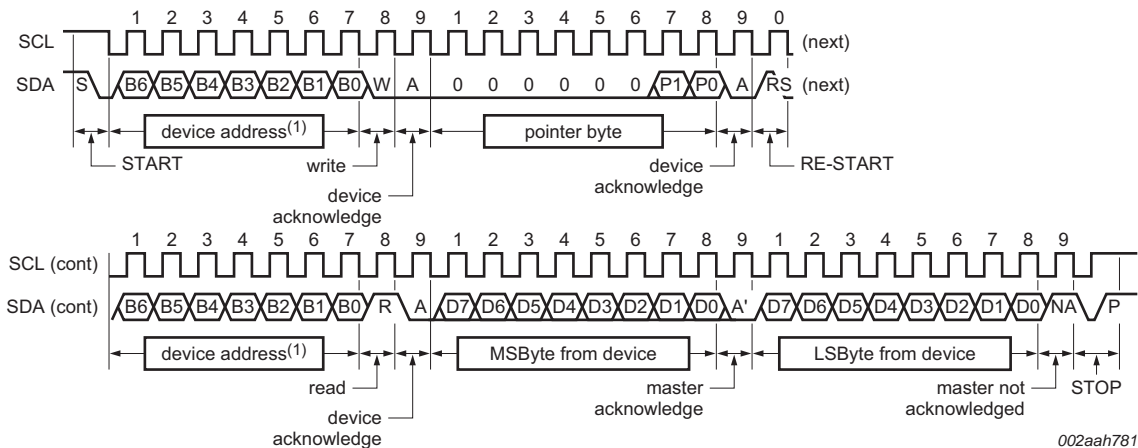 1 2 3 4 5 6 7 8 9 1 2 3 4 5 6 7 8 9 0
SCL (next)
SDA S B6 B5 B4 B3 B2 B1 B0 W A 0 0 0 0 0 0 P1 P0 A RS (next)
device address(1) pointer byte
START write device RE-START
acknowledge
device
acknowledge
1 2 3 4 5 6 7 8 9 1 2 3 4 5 6 7 8 9 1 2 3 4 5 6 7 8 9
SCL (cont)
SDA (cont) B6 B5 B4 B3 B2 B1 B0 R A D7 D6 D5 D4 D3 D2 D1 D0 A' D7 D6 D5 D4 D3 D2 D1 D0 NA P
device address(1) MSByte from device LSByte from device
read master master not STOP
acknowledge acknowledged
device
acknowledge
002aah781